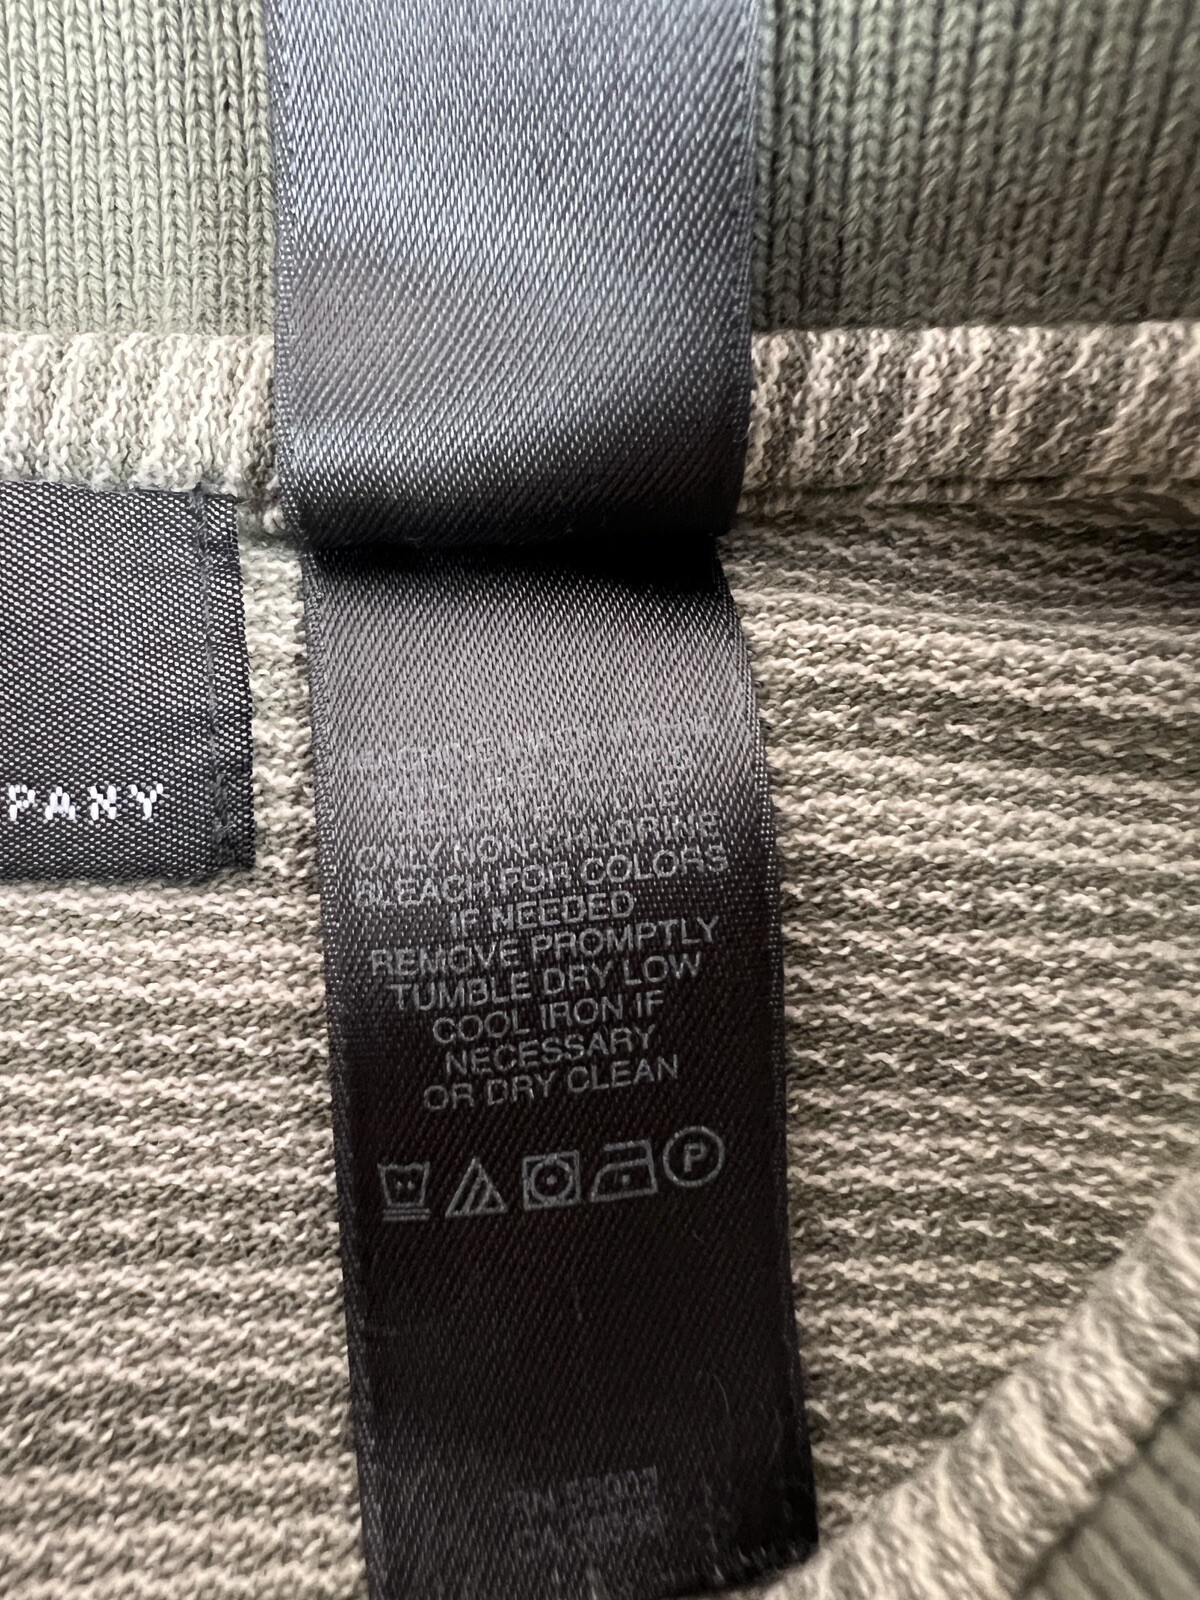 PANY
ONLY NON-CHLORINE
BLEACH FOR COLORS
IF NEEDED
REMOVE PROMPTLY
TUMBLE DRY LOW
COOL IRON IF
NECESSARY
OR DRY CLEAN
P